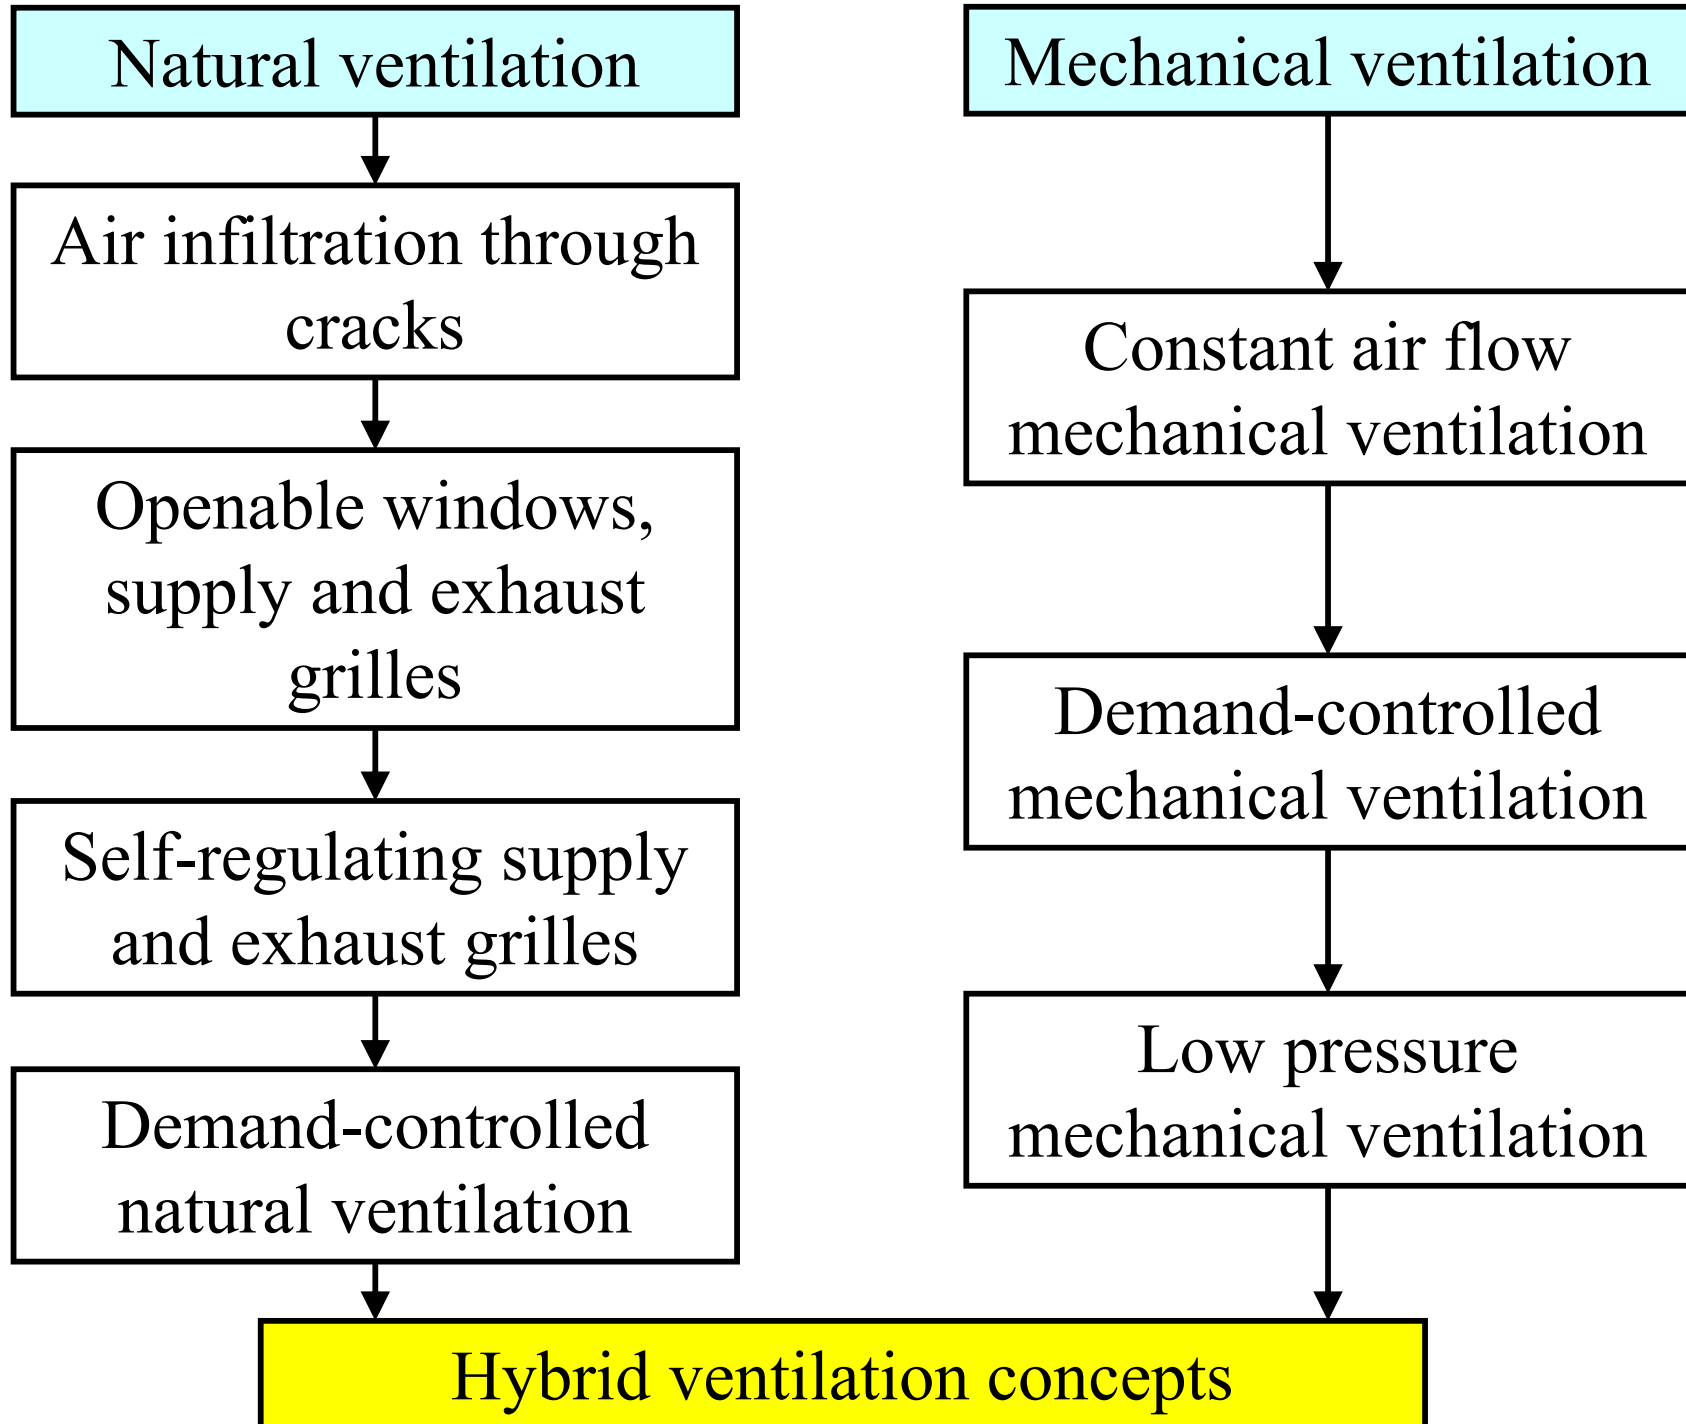 Natural ventilation
Air infiltration through
cracks
Openable windows,
supply and exhaust
grilles
Self-regulating supply
and exhaust grilles
Demand-controlled
natural ventilation
Mechanical ventilation
Constant air flow
mechanical ventilation
Demand-controlled
mechanical ventilation
Low pressure
mechanical ventilation
Hybrid ventilation concepts